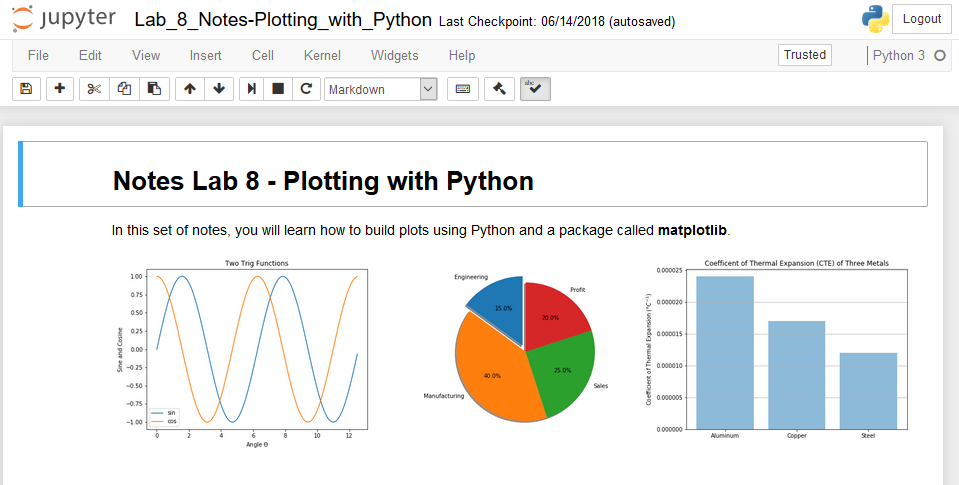 jupyter Lab_8_Notes-Plotting_with_Python Last Checkpoint: 06/14/2018 (autosaved) Logout
File Edit View Insert Cell Kernel Widgets Help Trusted Python 3
Markdown
abc
Notes Lab 8 - Plotting with Python
In this set of notes, you will learn how to build plots using Python and a package called matplotlib.
Two Trig Functions
1.00
0.75
0.50
0.25
0.00
−0.25
−0.50
−0.75
−1.00
Sine and Cosine
sin
cos
0 2 4 6 8 10 12
Angle Θ
Engineering
Profit
15.0%
20.0%
40.0%
25.0%
Manufacturing
Sales
Coefficent of Thermal Expansion (CTE) of Three Metals
0.000025
0.000020
0.000015
0.000010
0.000005
0.000000
Coefficient of Thermal Expansion (°C⁻¹)
Aluminum Copper Steel